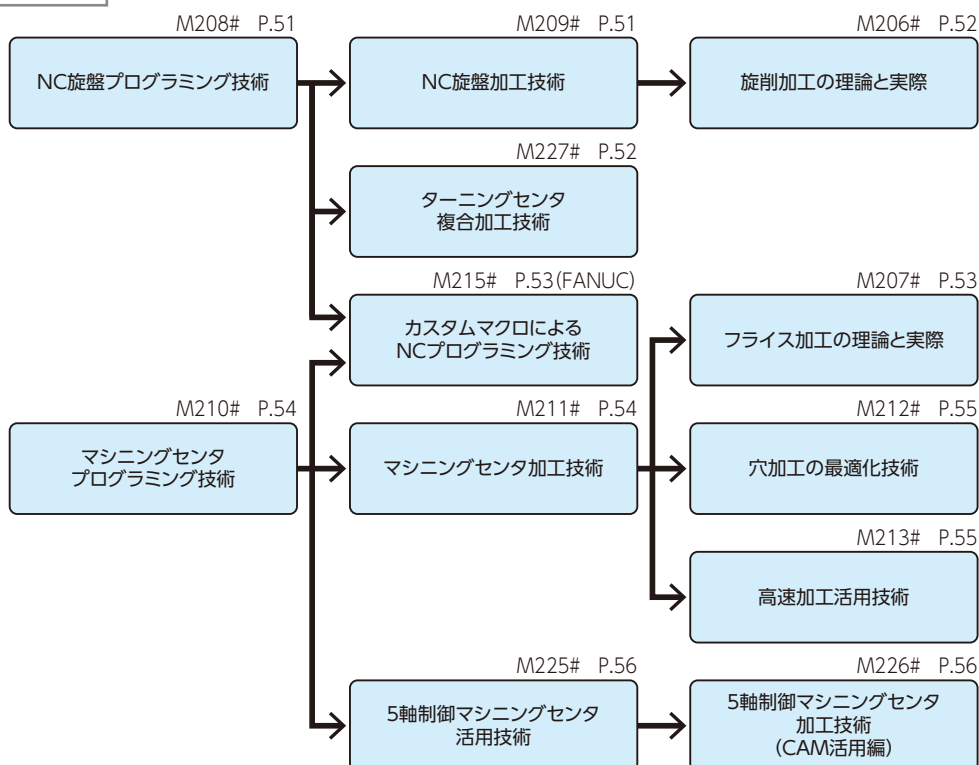 M208# P.51
NC旋盤プログラミング技術
M209# P.51
NC旋盤加工技術
M206# P.52
旋削加工の理論と実際
M227# P.52
ターニングセンタ
複合加工技術
M215# P.53(FANUC)
カスタムマクロによる
NCプログラミング技術
M207# P.53
フライス加工の理論と実際
M210# P.54
マシニングセンタ
プログラミング技術
M211# P.54
マシニングセンタ加工技術
M212# P.55
穴加工の最適化技術
M213# P.55
高速加工活用技術
M225# P.56
5軸制御マシニングセンタ
活用技術
M226# P.56
5軸制御マシニングセンタ
加工技術
(CAM活用編)